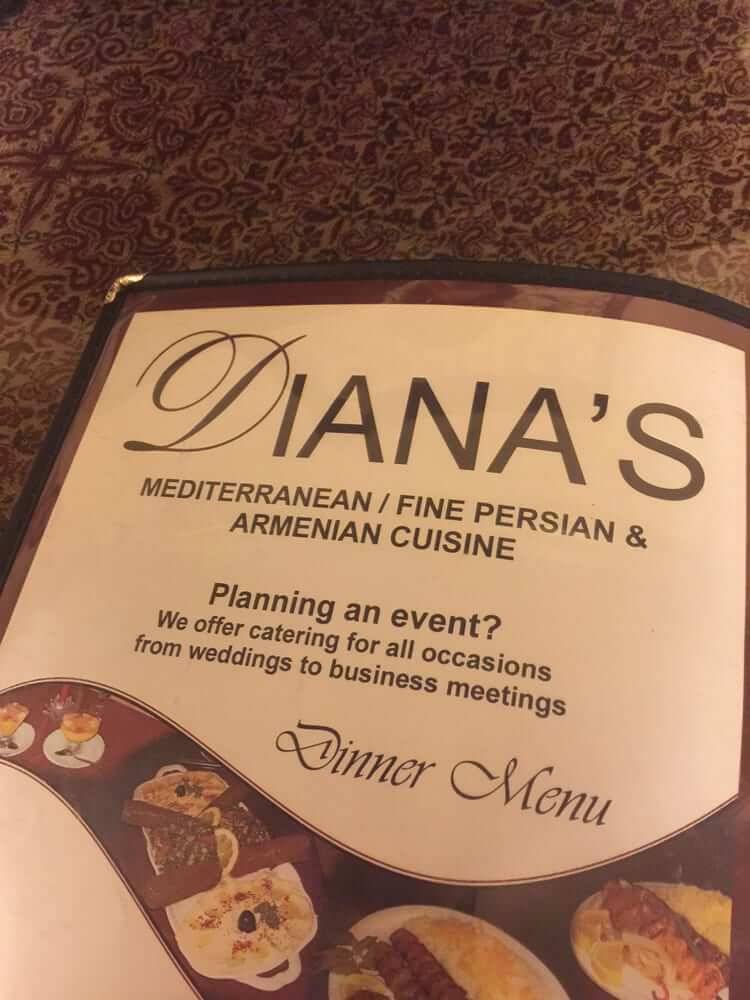 DIANA'S
MEDITERRANEAN / FINE PERSIAN &
ARMENIAN CUISINE
Planning an event?
We offer catering for all occasions
from weddings to business meetings
Dinner Menu